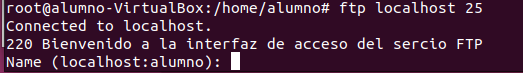 root@alumno-VirtualBox:/home/alumno# ftp localhost 25
Connected to localhost.
220 Bienvenido a la interfaz de acceso del sercio FTP
Name (localhost:alumno):